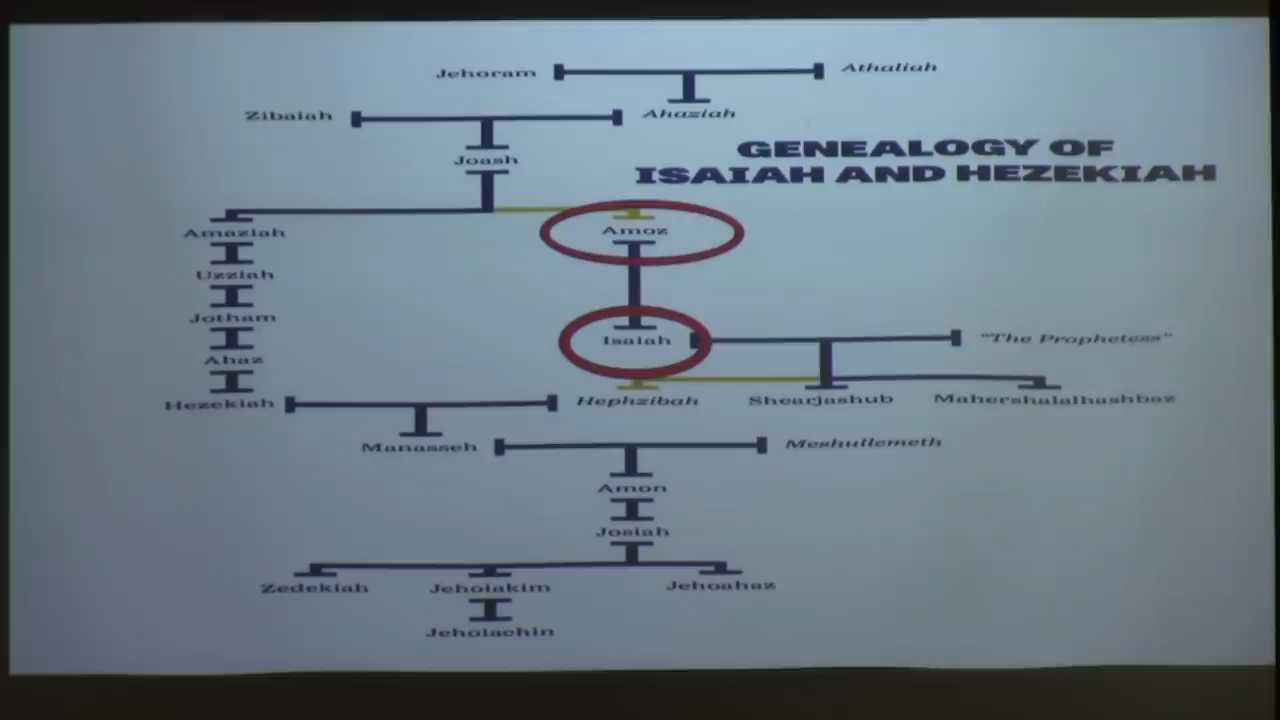 Jehoram Athaliah
Zibaiah Ahaziah
GENEALOGY OF
ISAIAH AND HEZEKIAH
Joash
Amaziah Amoz
Uzziah
Jotham
Isaiah "The Prophetess"
Ahaz
Hezekiah Hephzibah Shearjashub Mahershalalhashbaz
Manasseh Meshullemeth
Amon
Josiah
Zedekiah Jehoiakim Jehoahaz
Jehoiachin